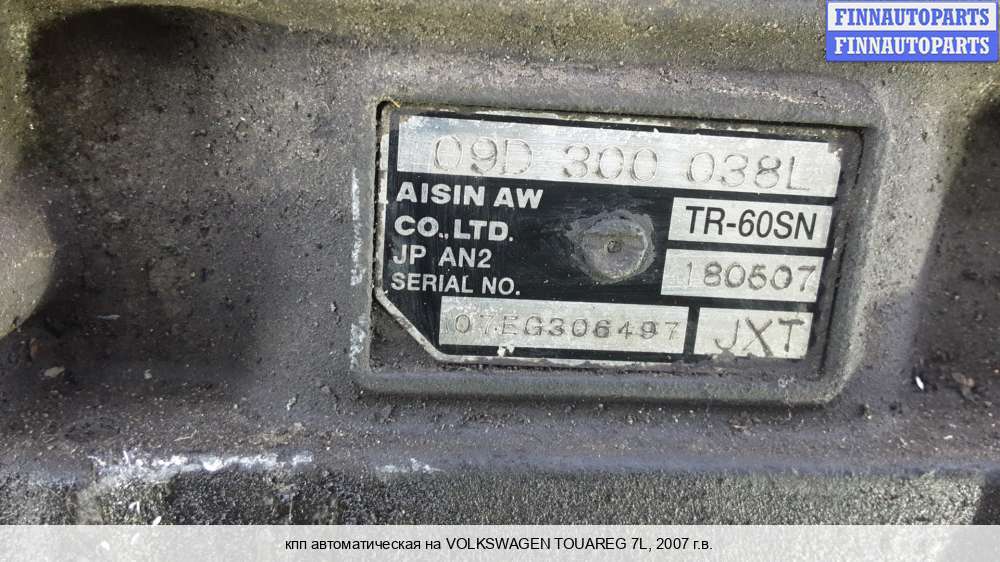 FINNAUTOPARTS
FINNAUTOPARTS
09D 300 038L
AISIN AW
CO., LTD.
TR-60SN
JP AN2
180507
SERIAL NO.
07EG306497
JXT
кпп автоматическая на VOLKSWAGEN TOUAREG 7L, 2007 г.в.